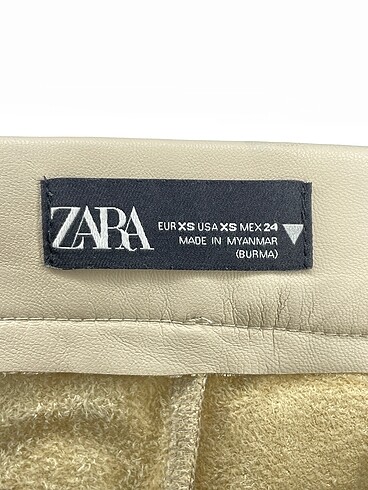 ZARA
EUR XS USA XS MEX 24
MADE IN MYANMAR
(BURMA)